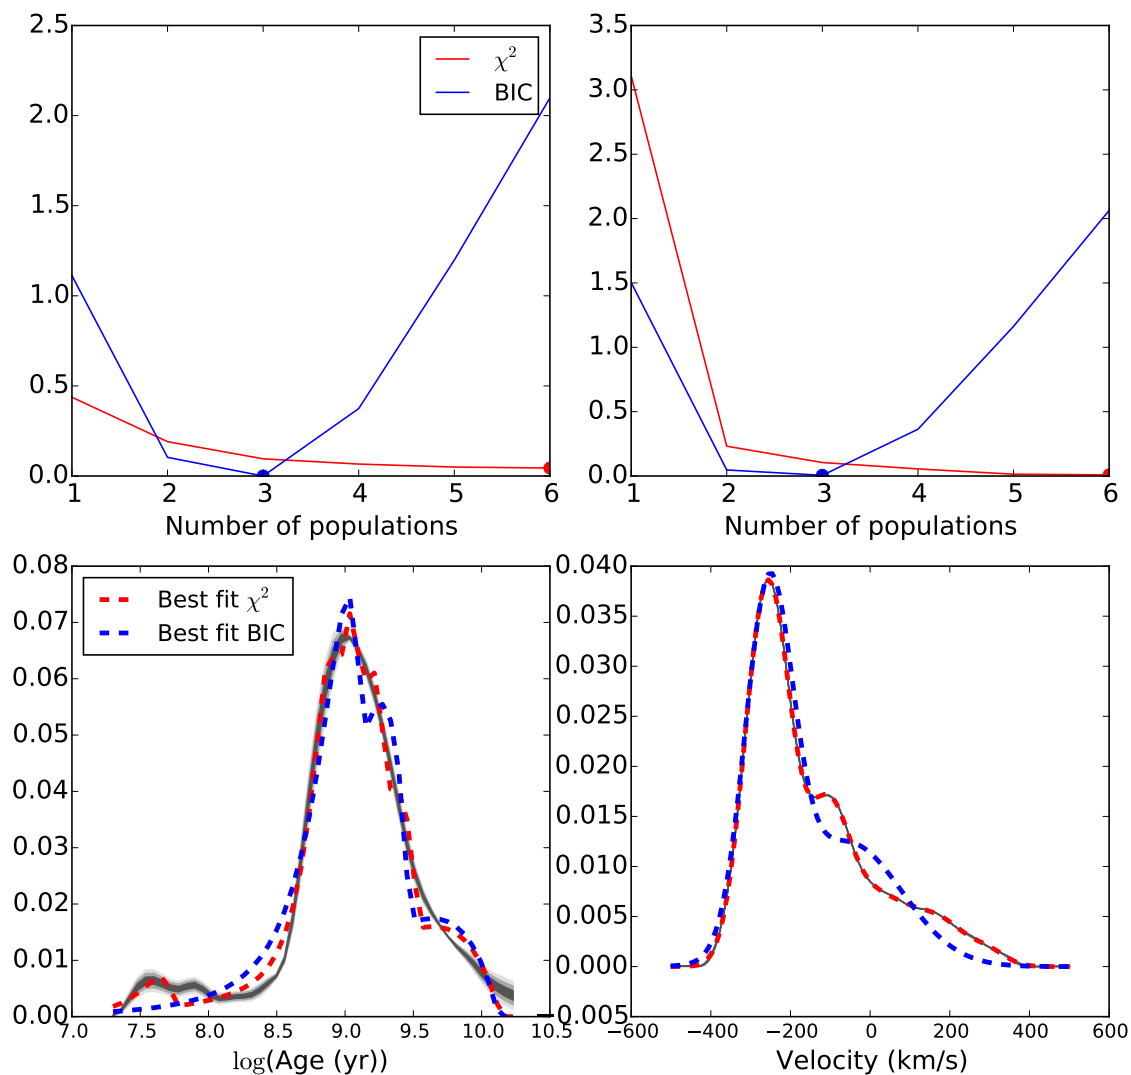 2.5
2.0
1.5
1.0
0.5
0.0
1 2 3 4 5 6
Number of populations
χ²
BIC
3.5
3.0
2.5
2.0
1.5
1.0
0.5
0.0
1 2 3 4 5 6
Number of populations
0.08
0.07
0.06
0.05
0.04
0.03
0.02
0.01
0.00
7.0 7.5 8.0 8.5 9.0 9.5 10.0 10.5
log(Age (yr))
Best fit χ²
Best fit BIC
0.040
0.035
0.030
0.025
0.020
0.015
0.010
0.005
0.000
−0.005
−600 −400 −200 0 200 400 600
Velocity (km/s)